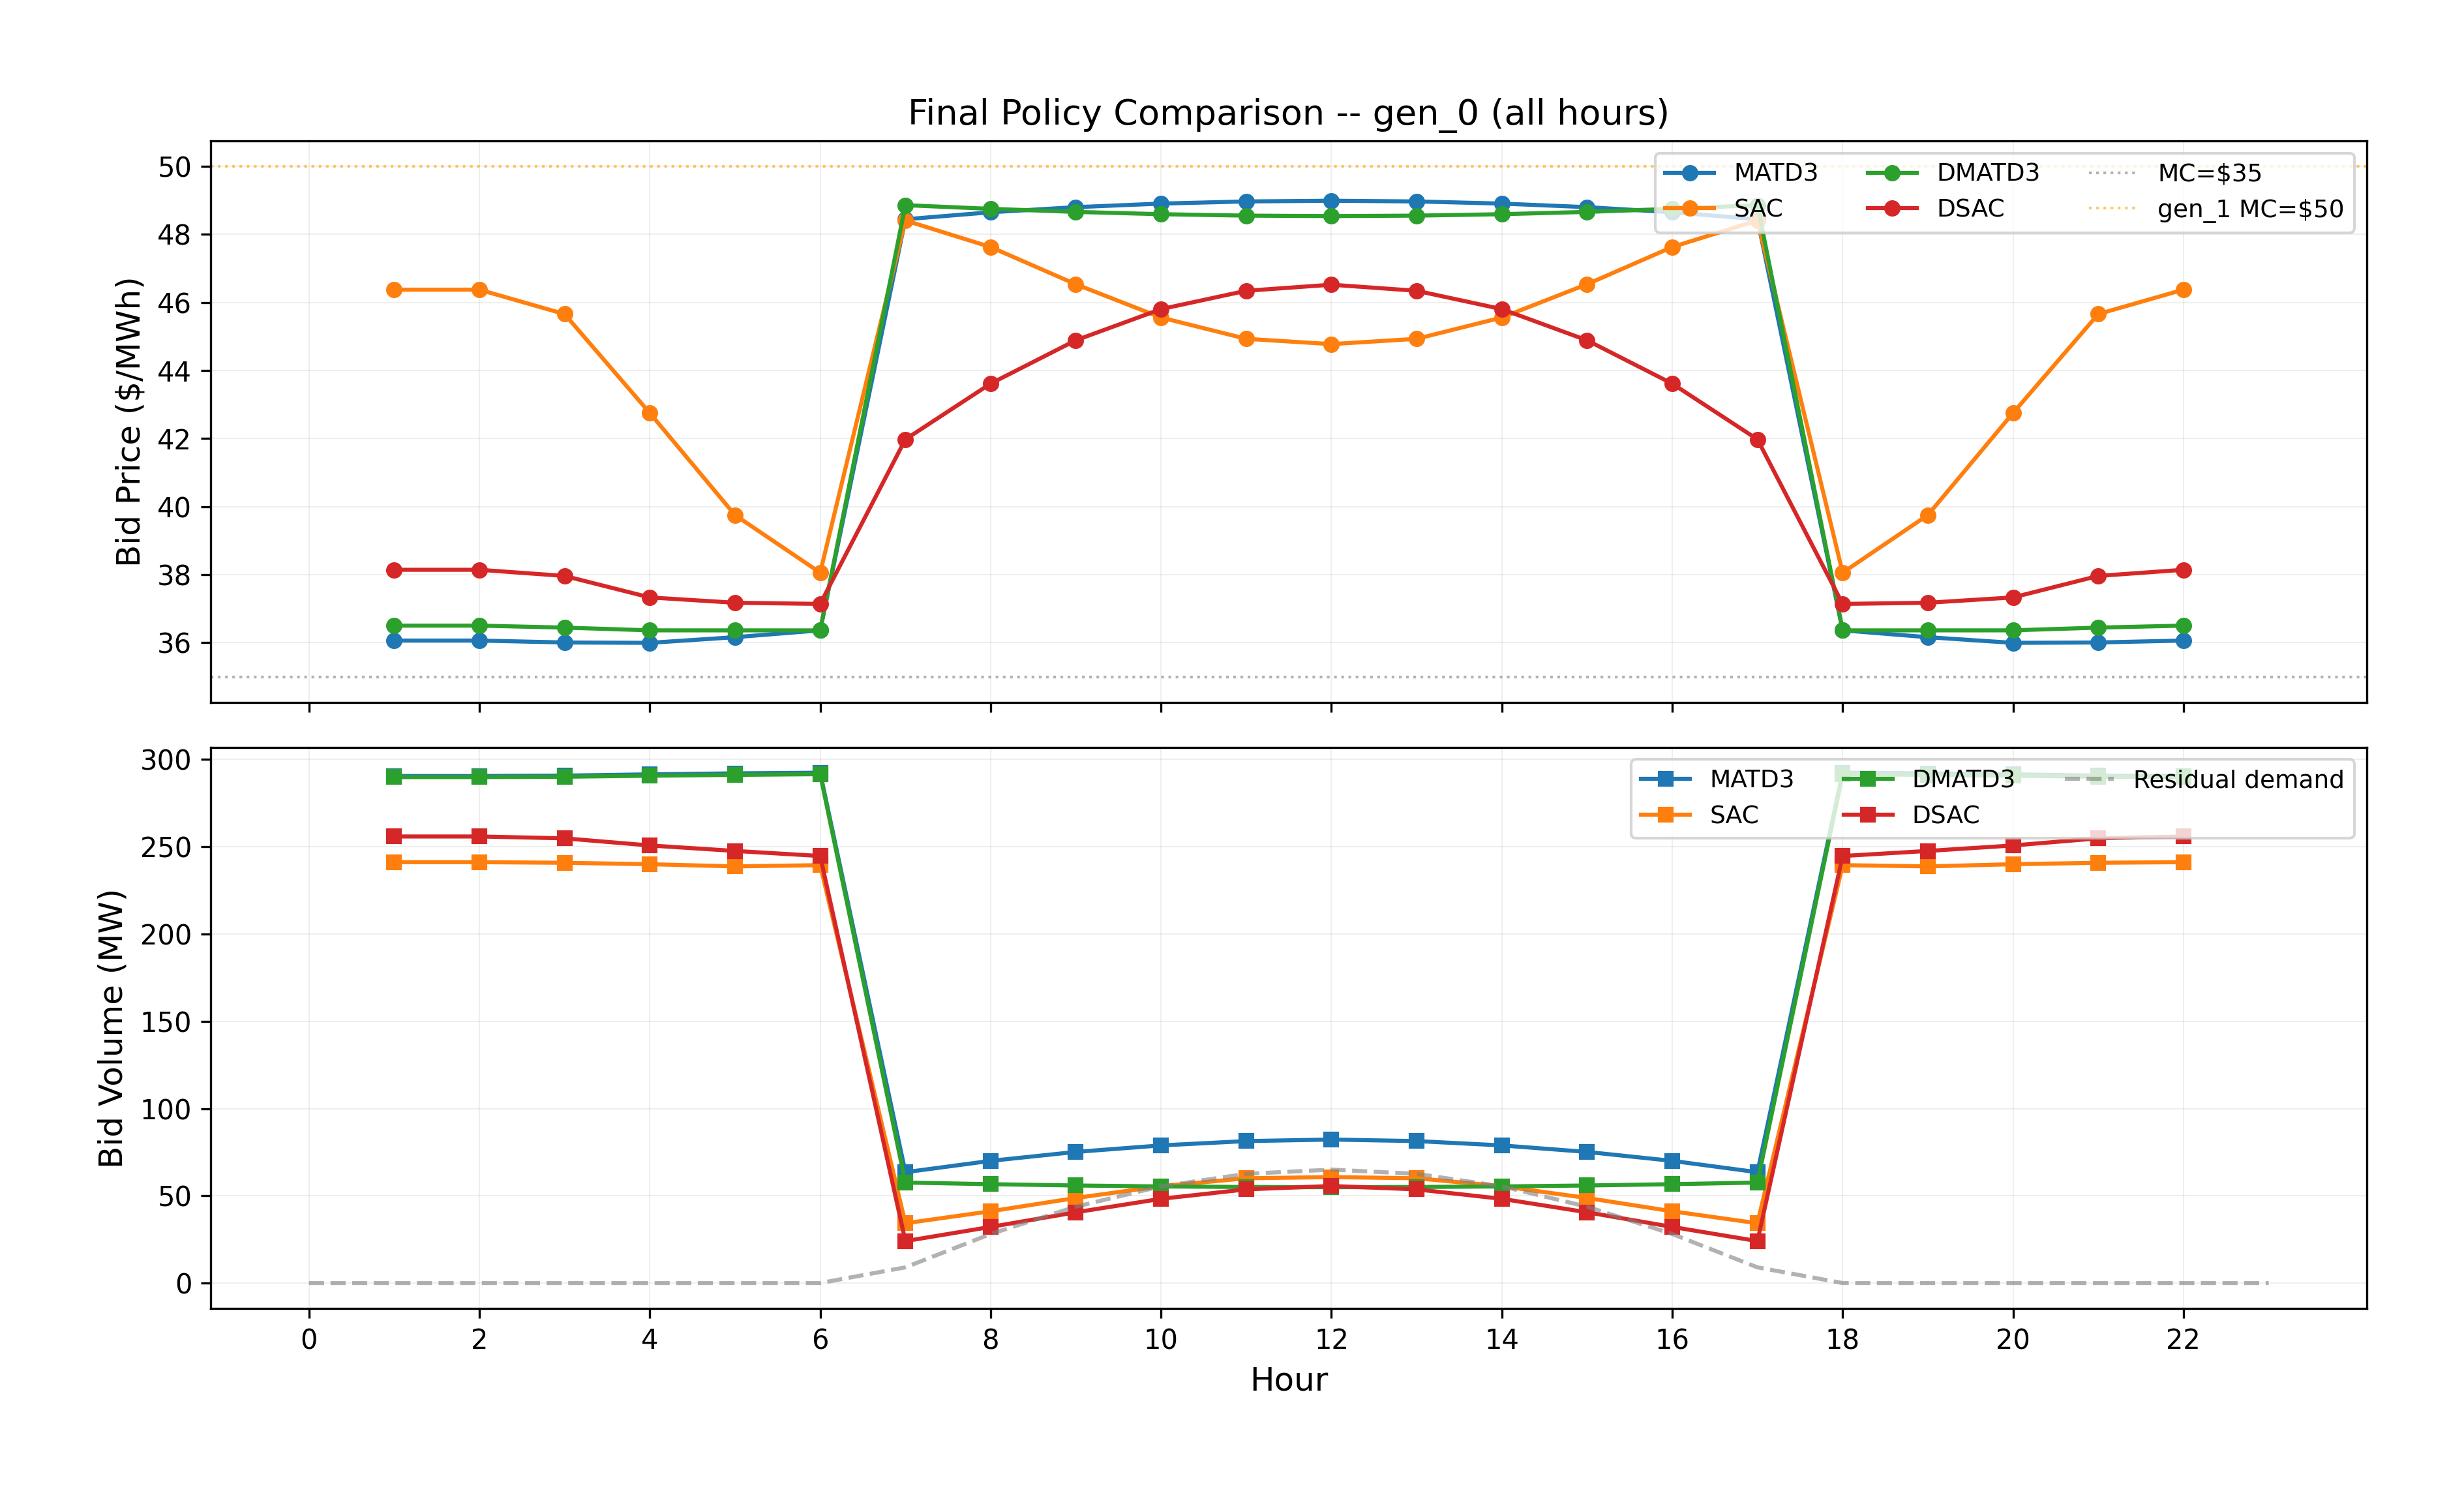 Final Policy Comparison -- gen_0 (all hours)
Bid Price ($/MWh)
50
48
46
44
42
40
38
36
MATD3
SAC
DMATD3
DSAC
MC=$35
gen_1 MC=$50
Bid Volume (MW)
300
250
200
150
100
50
0
MATD3
SAC
DMATD3
DSAC
Residual demand
0 2 4 6 8 10 12 14 16 18 20 22
Hour